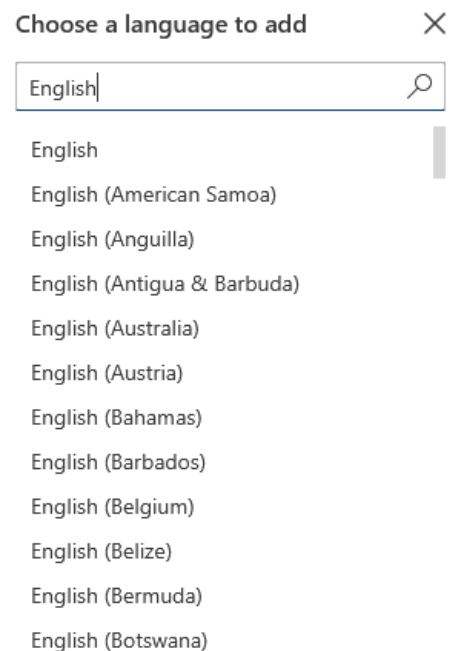 Choose a language to add
English
English
English (American Samoa)
English (Anguilla)
English (Antigua & Barbuda)
English (Australia)
English (Austria)
English (Bahamas)
English (Barbados)
English (Belgium)
English (Belize)
English (Bermuda)
English (Botswana)